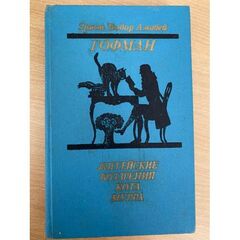 Эрнст Теодор Амадей
ГОФМАН
ЖИТЕЙСКИЕ
ВОЗЗРЕНИЯ
КОТА
МУРРА